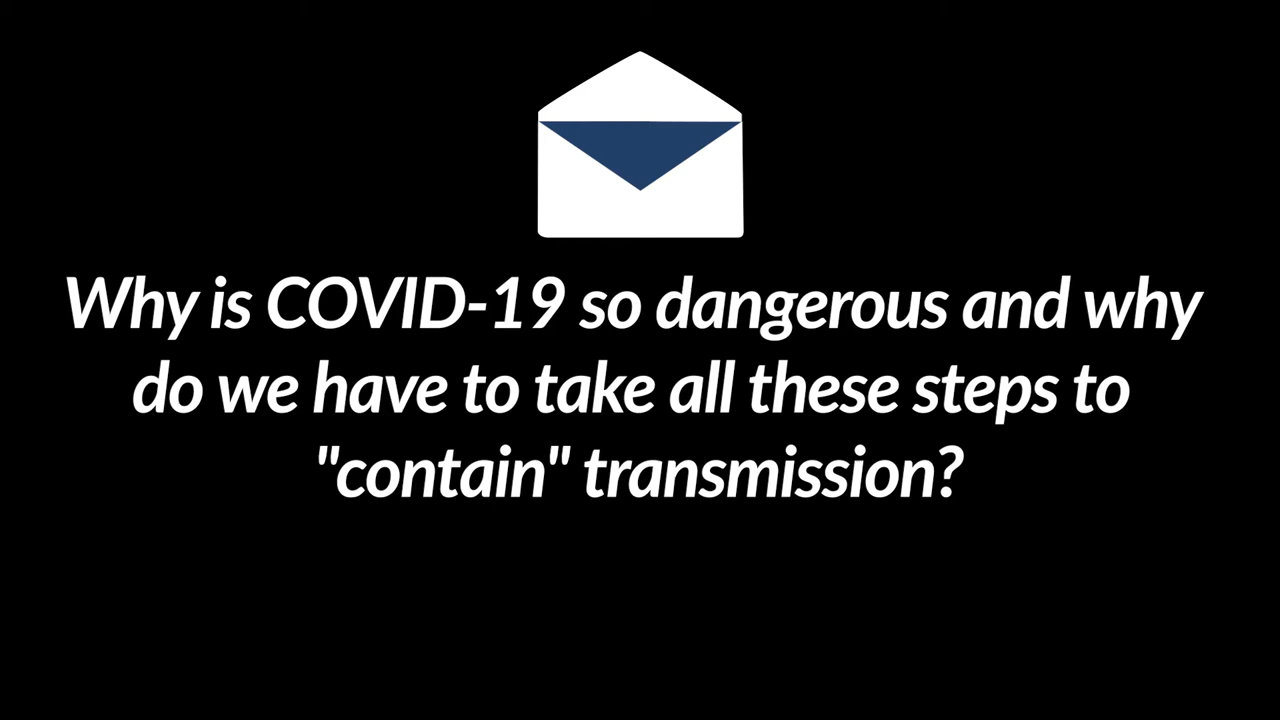 Why is COVID-19 so dangerous and why
do we have to take all these steps to
"contain" transmission?